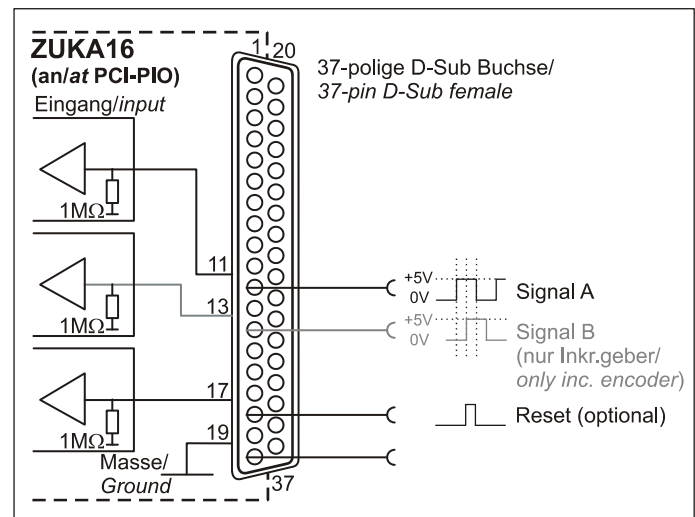 ZUKA16
(an/at PCI-PIO)
Eingang/input
1 20
37-polige D-Sub Buchse/
37-pin D-Sub female
1MΩ
11
+5V
0V
Signal A
13
1MΩ
+5V
0V
Signal B
(nur Inkr.geber/
only inc. encoder)
17
Reset (optional)
1MΩ
19
Masse/
Ground
37